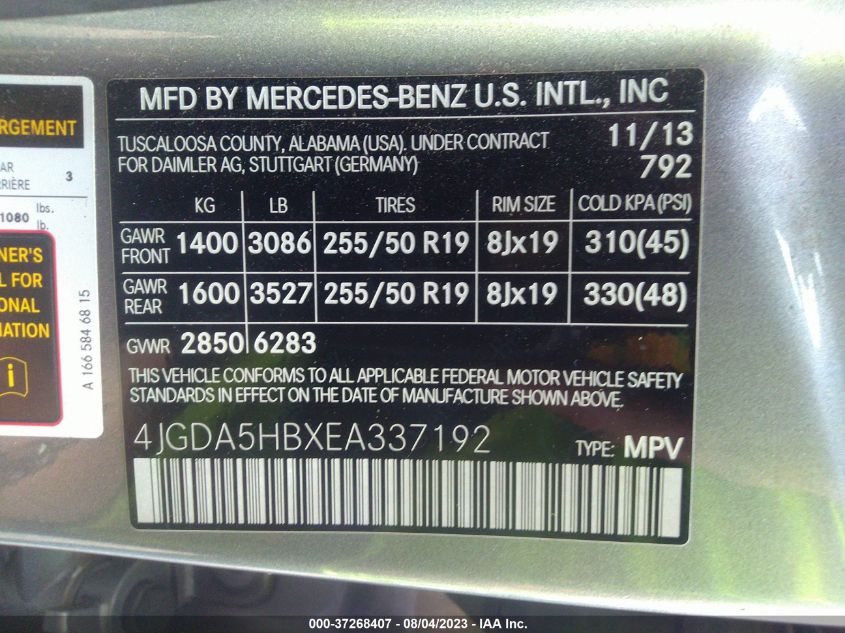 MFD BY MERCEDES-BENZ U.S. INTL., INC
TUSCALOOSA COUNTY, ALABAMA (USA). UNDER CONTRACT 11/13
FOR DAIMLER AG, STUTTGART (GERMANY) 792
KG LB TIRES RIM SIZE COLD KPA (PSI)
GAWR FRONT 1400 3086 255/50 R19 8Jx19 310(45)
GAWR REAR 1600 3527 255/50 R19 8Jx19 330(48)
GVWR 2850 6283
THIS VEHICLE CONFORMS TO ALL APPLICABLE FEDERAL MOTOR VEHICLE SAFETY
STANDARDS IN EFFECT ON THE DATE OF MANUFACTURE SHOWN ABOVE.
4JGDA5HBXEA337192 TYPE: MPV
3
1080 lbs.
lb.
FOR
A 166 584 68 15
000-37268407 - 08/04/2023 - IAA Inc.